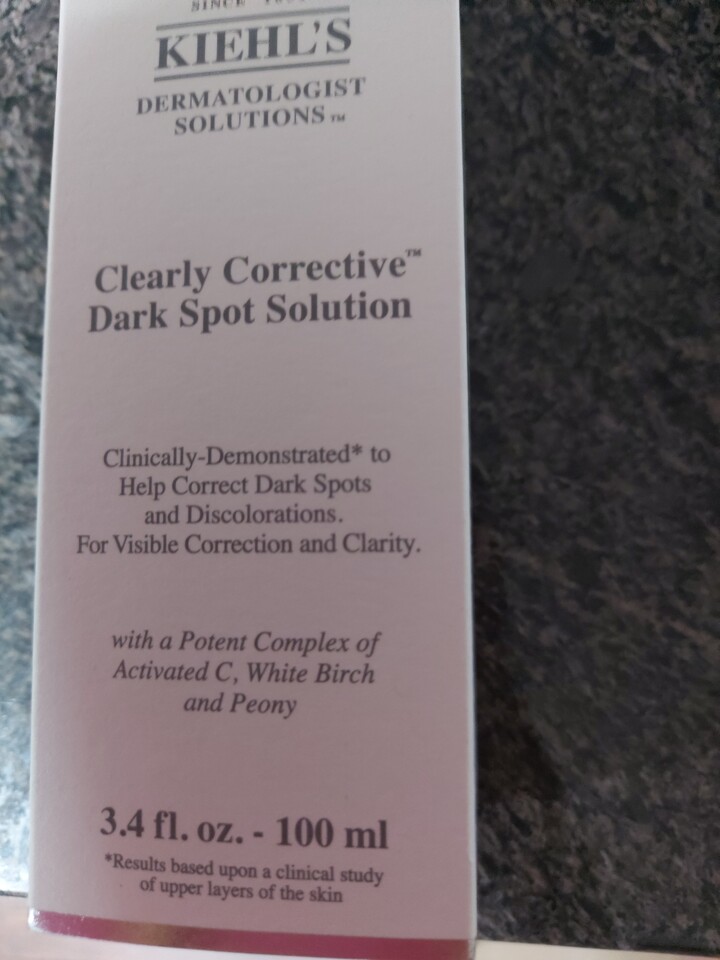 SINCE
KIEHL'S
DERMATOLOGIST
SOLUTIONS™
Clearly Corrective™
Dark Spot Solution
Clinically-Demonstrated* to
Help Correct Dark Spots
and Discolorations.
For Visible Correction and Clarity.
with a Potent Complex of
Activated C, White Birch
and Peony
3.4 fl. oz. - 100 ml
*Results based upon a clinical study
of upper layers of the skin